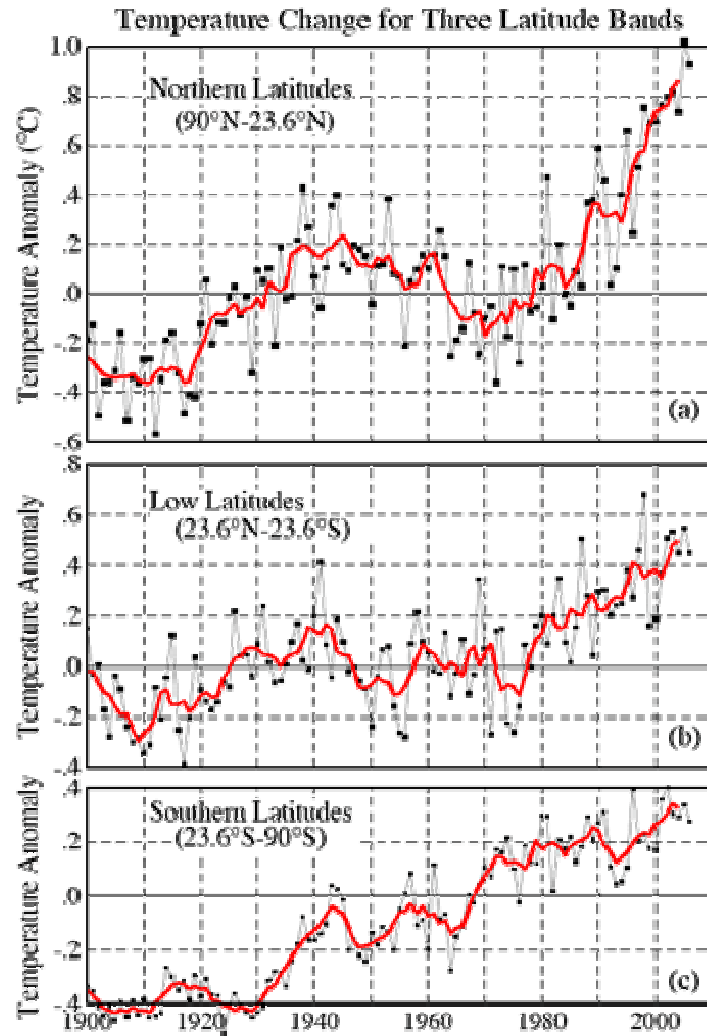 Temperature Change for Three Latitude Bands
1.0
.8
.6
.4
.2
.0
-.2
-.4
-.6
Temperature Anomaly (°C)
Northern Latitudes
(90°N-23.6°N)
(a)
.8
.6
.4
.2
.0
-.2
-.4
Temperature Anomaly
Low Latitudes
(23.6°N-23.6°S)
(b)
.4
.2
.0
-.2
-.4
Temperature Anomaly
Southern Latitudes
(23.6°S-90°S)
(c)
1900 1920 1940 1960 1980 2000